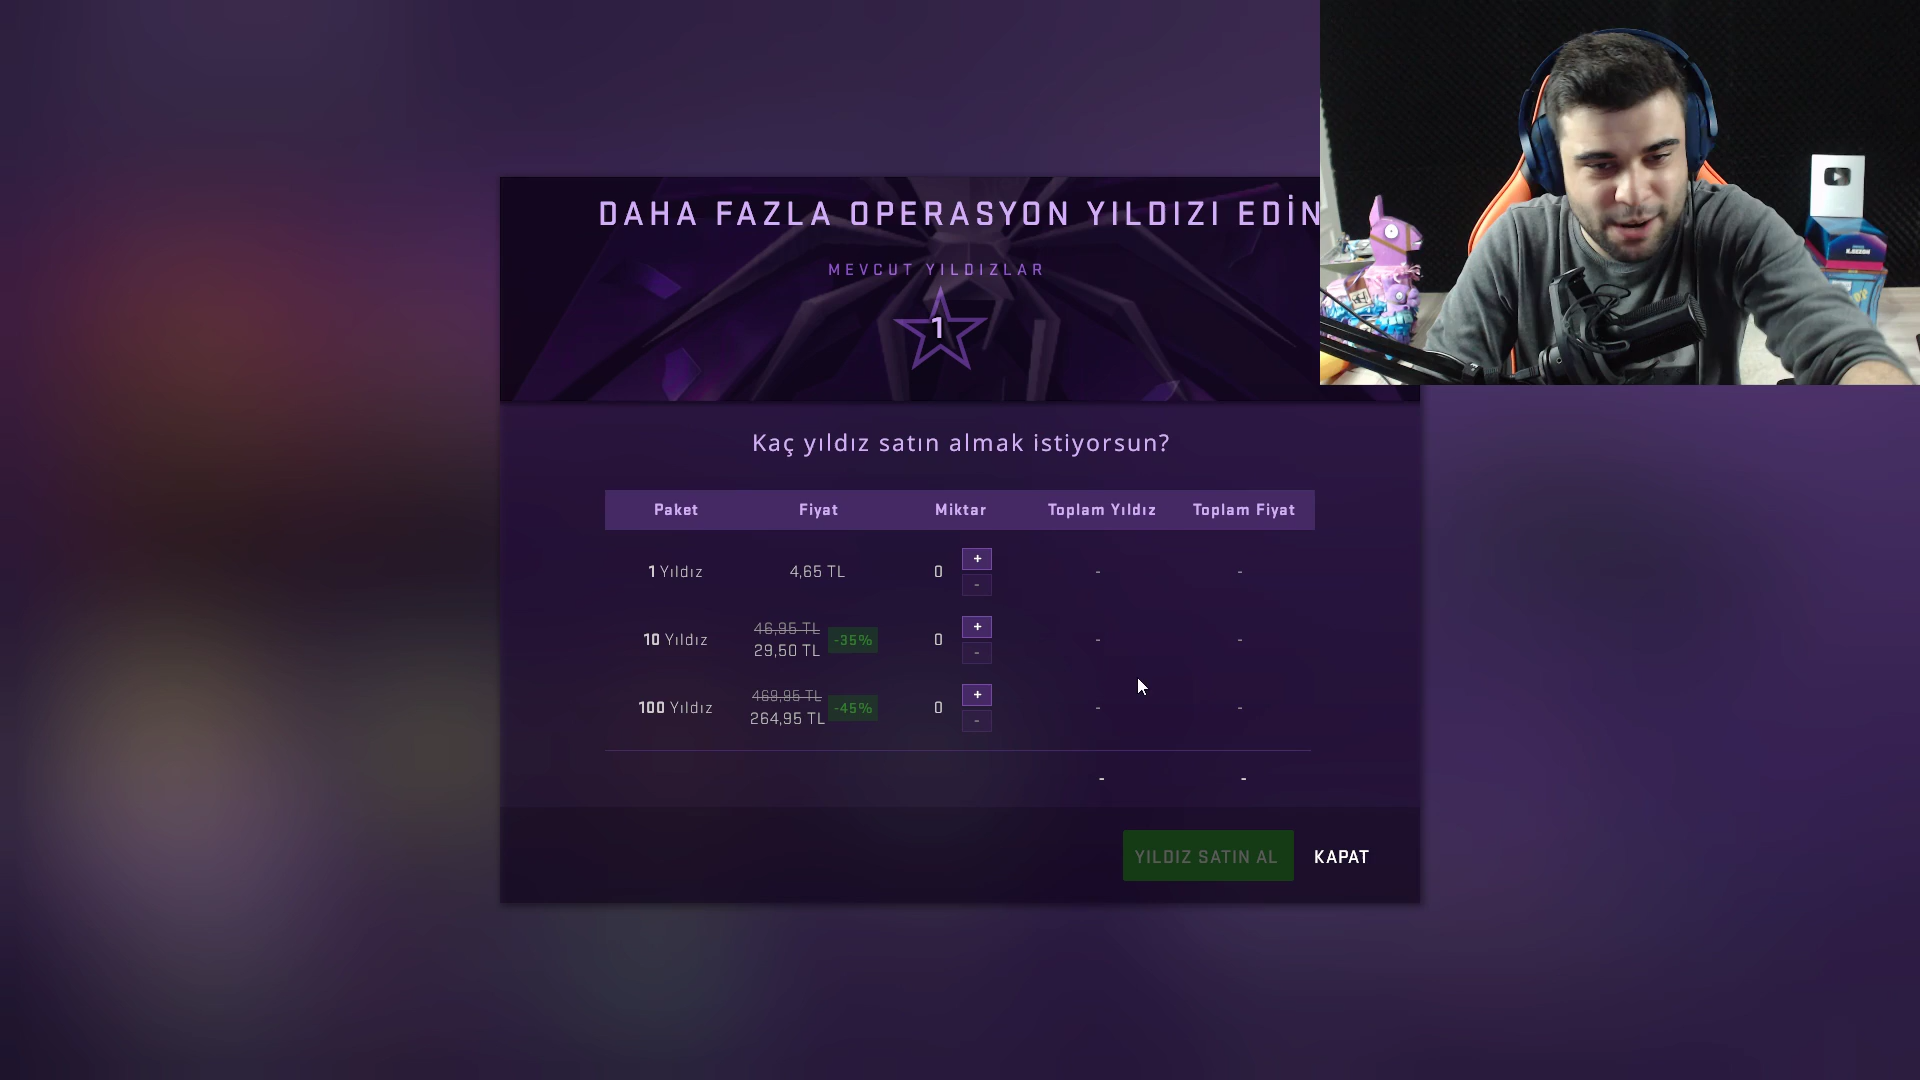 DAHA FAZLA OPERASYON YILDIZI EDİN
MEVCUT YILDIZLAR
1
Kaç yıldız satın almak istiyorsun?
Paket Fiyat Miktar Toplam Yıldız Toplam Fiyat
1 Yıldız 4,65 TL 0 + - - -
10 Yıldız 46,95 TL 29,50 TL -35% 0 + - - -
100 Yıldız 469,95 TL 264,95 TL -45% 0 + - - -
- -
YILDIZ SATIN AL KAPAT